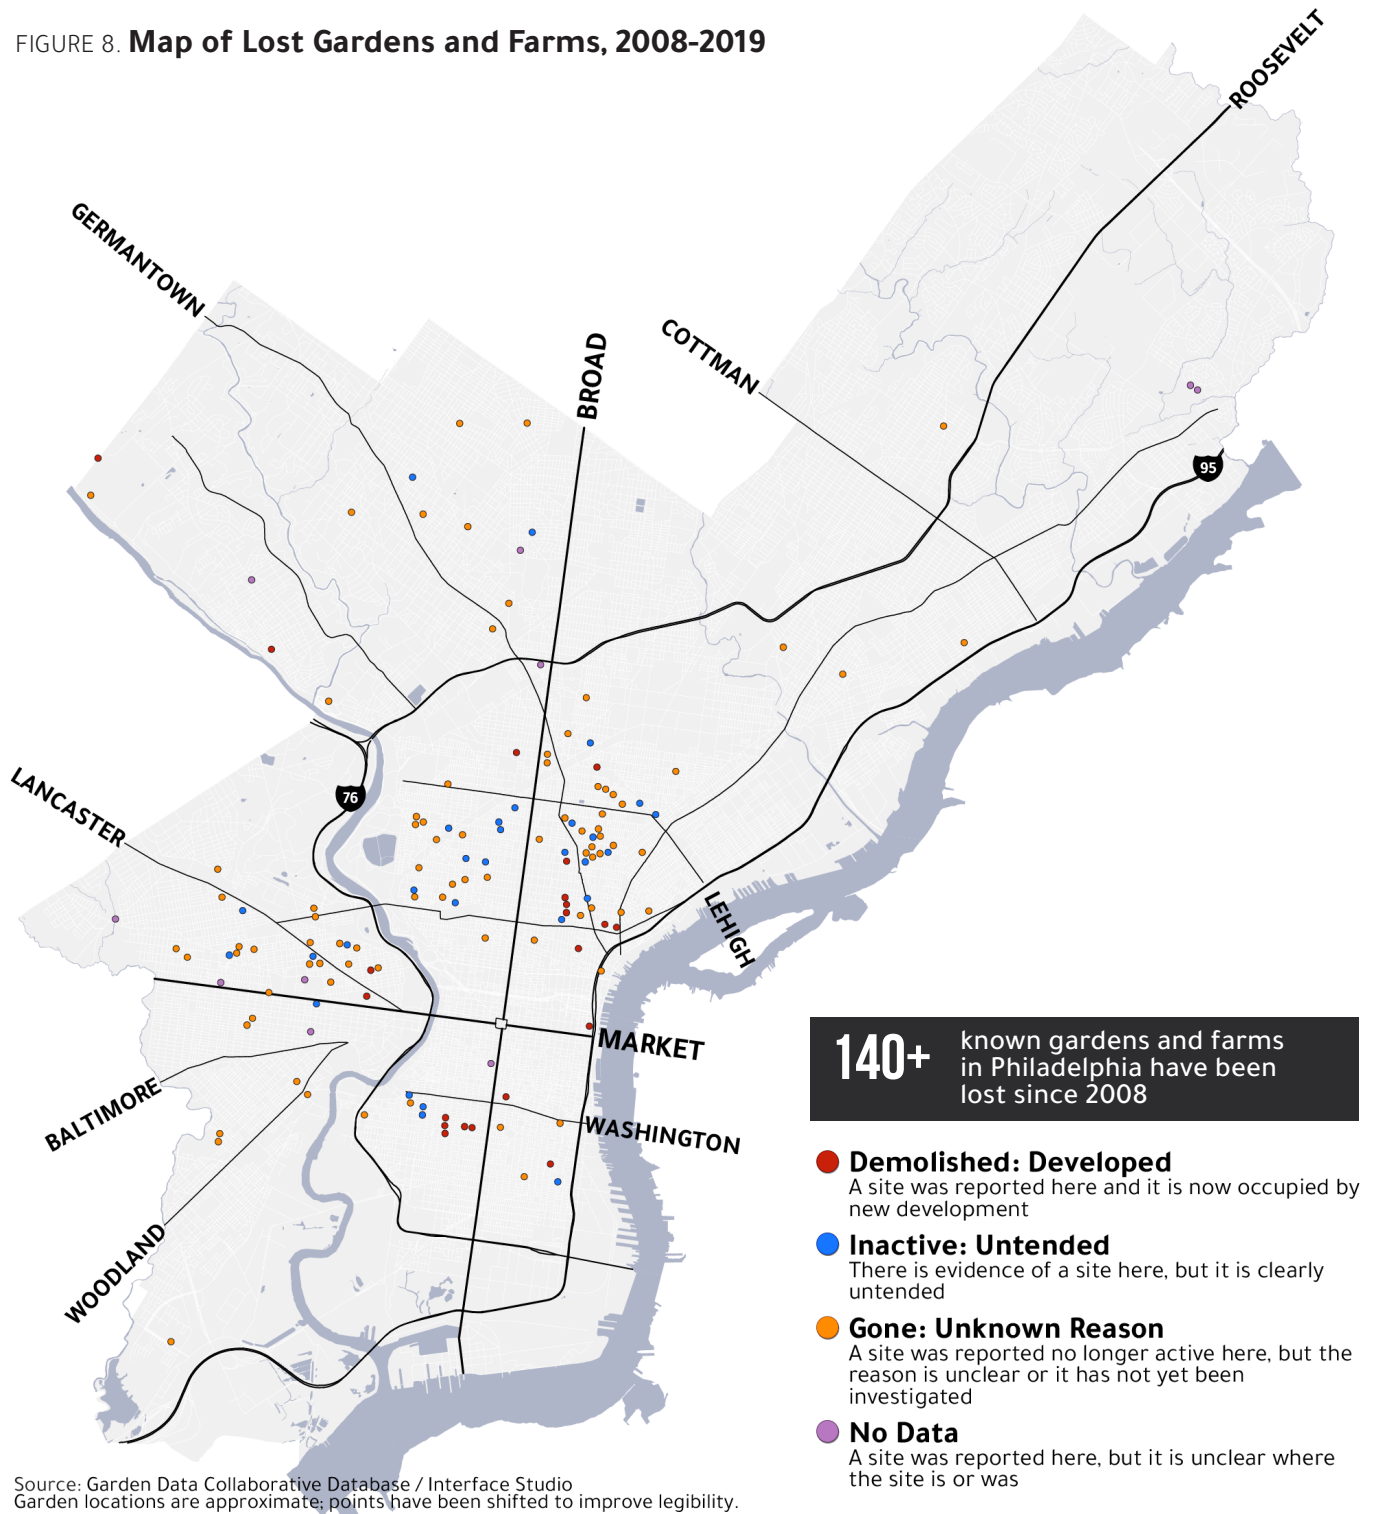 FIGURE 8. Map of Lost Gardens and Farms, 2008-2019
ROOSEVELT
GERMANTOWN
BROAD
COTTMAN
95
76
LANCASTER
LEHIGH
MARKET
BALTIMORE
WASHINGTON
WOODLAND
140+
known gardens and farms
in Philadelphia have been
lost since 2008
Demolished: Developed
A site was reported here and it is now occupied by
new development
Inactive: Untended
There is evidence of a site here, but it is clearly
untended
Gone: Unknown Reason
A site was reported no longer active here, but the
reason is unclear or it has not yet been
investigated
No Data
A site was reported here, but it is unclear where
the site is or was
Source: Garden Data Collaborative Database / Interface Studio
Garden locations are approximate; points have been shifted to improve legibility.